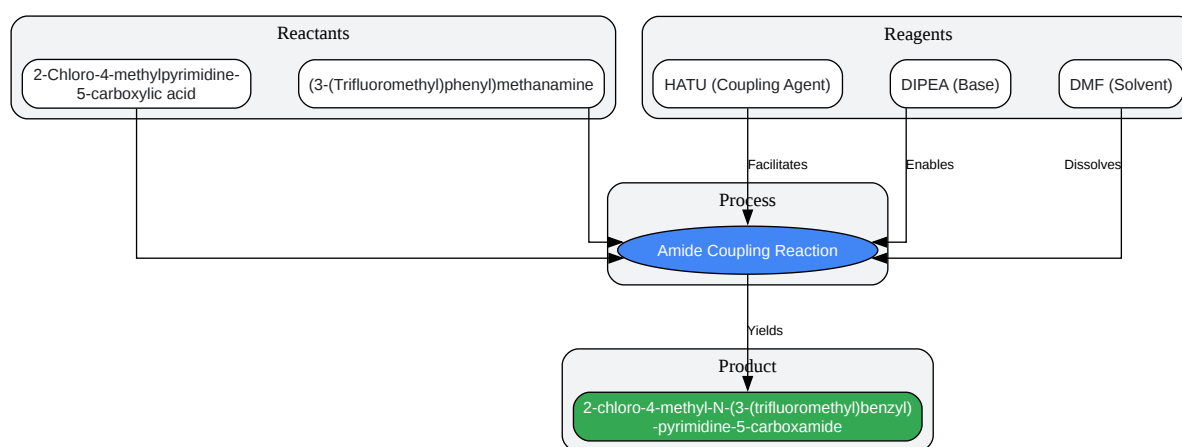 Reactants
Reagents
2-Chloro-4-methylpyrimidine-
5-carboxylic acid
(3-(Trifluoromethyl)phenyl)methanamine
HATU (Coupling Agent)
DIPEA (Base)
DMF (Solvent)
Facilitates
Enables
Dissolves
Process
Amide Coupling Reaction
Yields
Product
2-chloro-4-methyl-N-(3-(trifluoromethyl)benzyl)
-pyrimidine-5-carboxamide